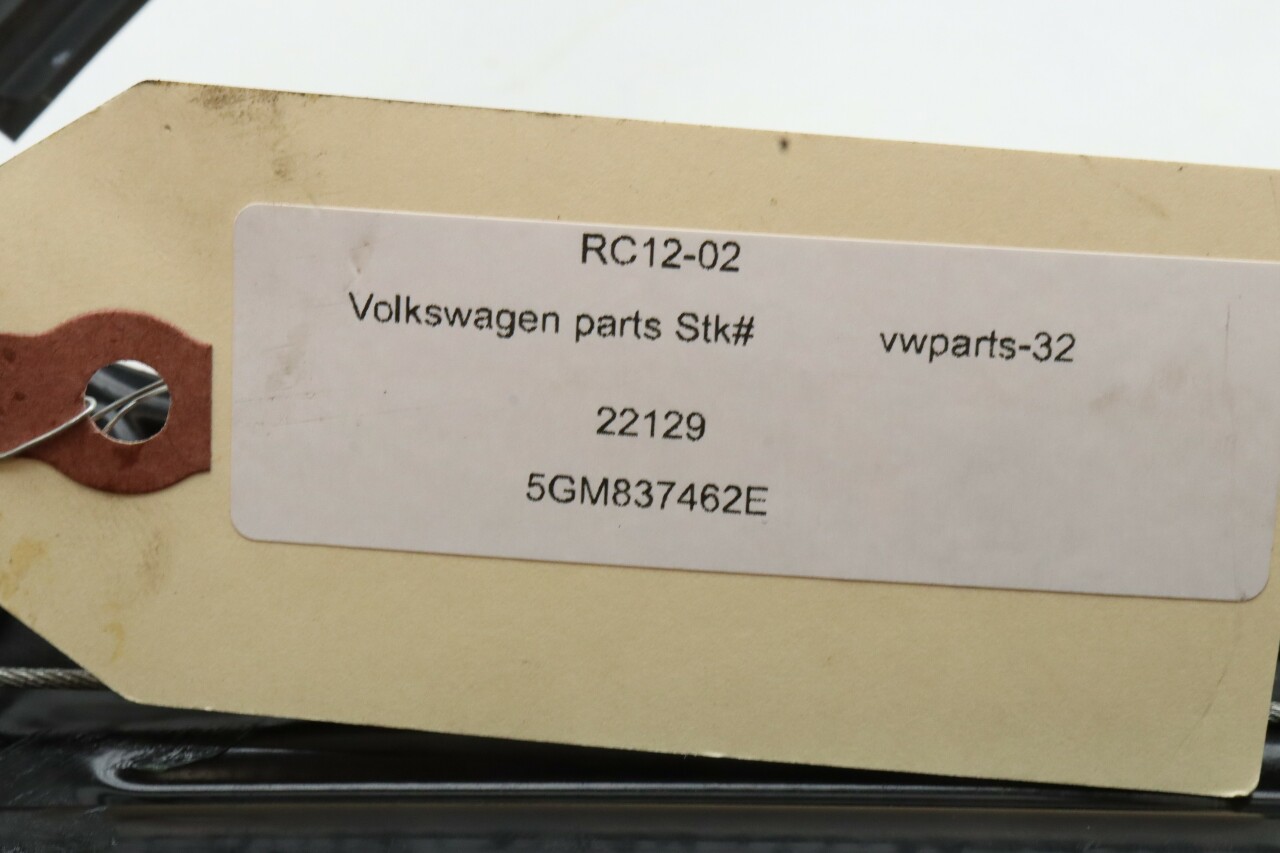 RC12-02
Volkswagen parts Stk# vwparts-32
22129
5GM837462E